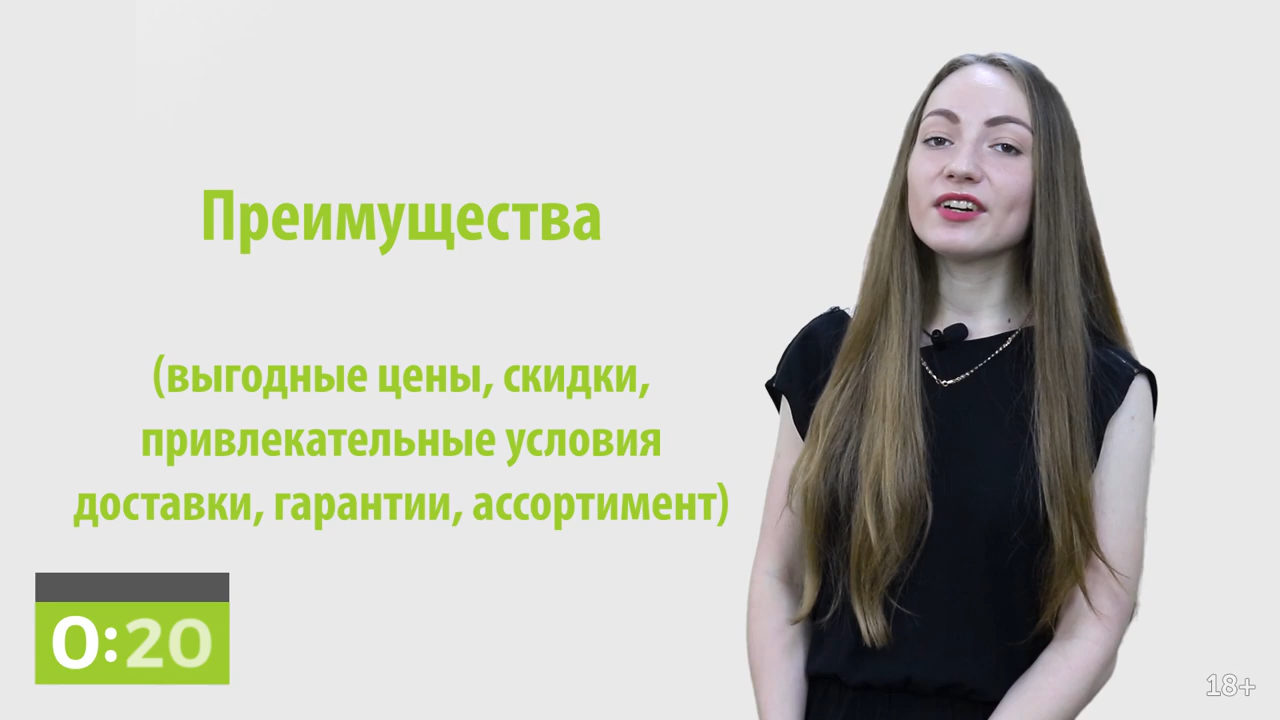 Преимущества
(выгодные цены, скидки,
привлекательные условия
доставки, гарантии, ассортимент)
0:20
18+